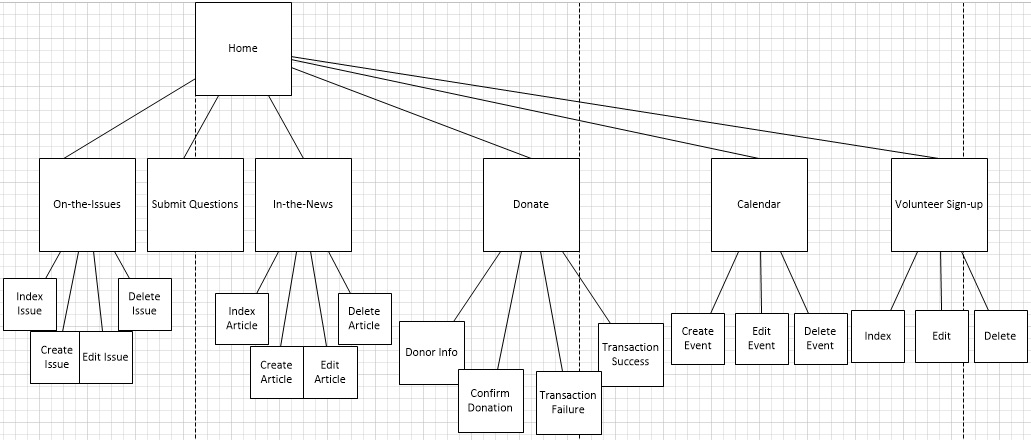 Home
On-the-Issues
Submit Questions
In-the-News
Donate
Calendar
Volunteer Sign-up
Index
Issue
Create
Issue
Edit Issue
Delete
Issue
Index
Article
Create
Article
Edit
Article
Delete
Article
Donor Info
Confirm
Donation
Transaction
Failure
Transaction
Success
Create
Event
Edit
Event
Delete
Event
Index
Edit
Delete